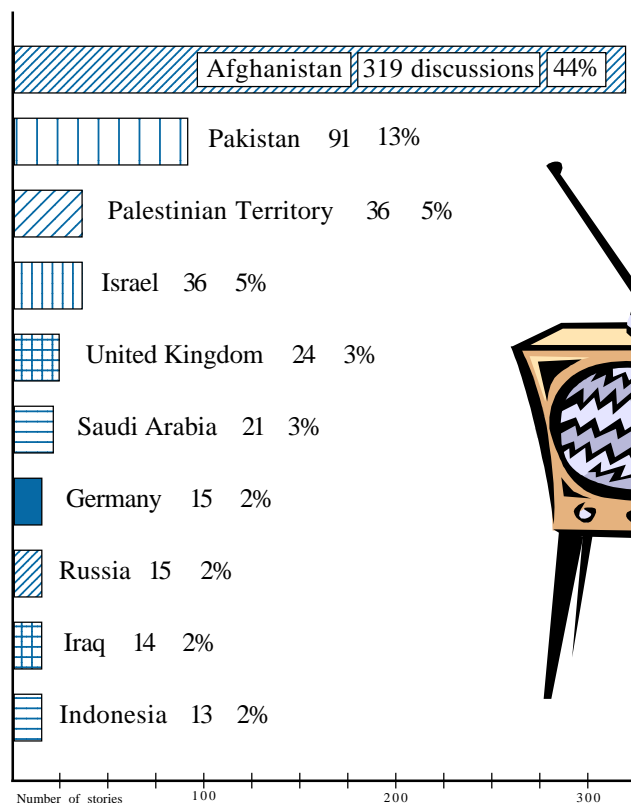 Afghanistan 319 discussions 44%
Pakistan 91 13%
Palestinian Territory 36 5%
Israel 36 5%
United Kingdom 24 3%
Saudi Arabia 21 3%
Germany 15 2%
Russia 15 2%
Iraq 14 2%
Indonesia 13 2%
Number of stories 100 200 300